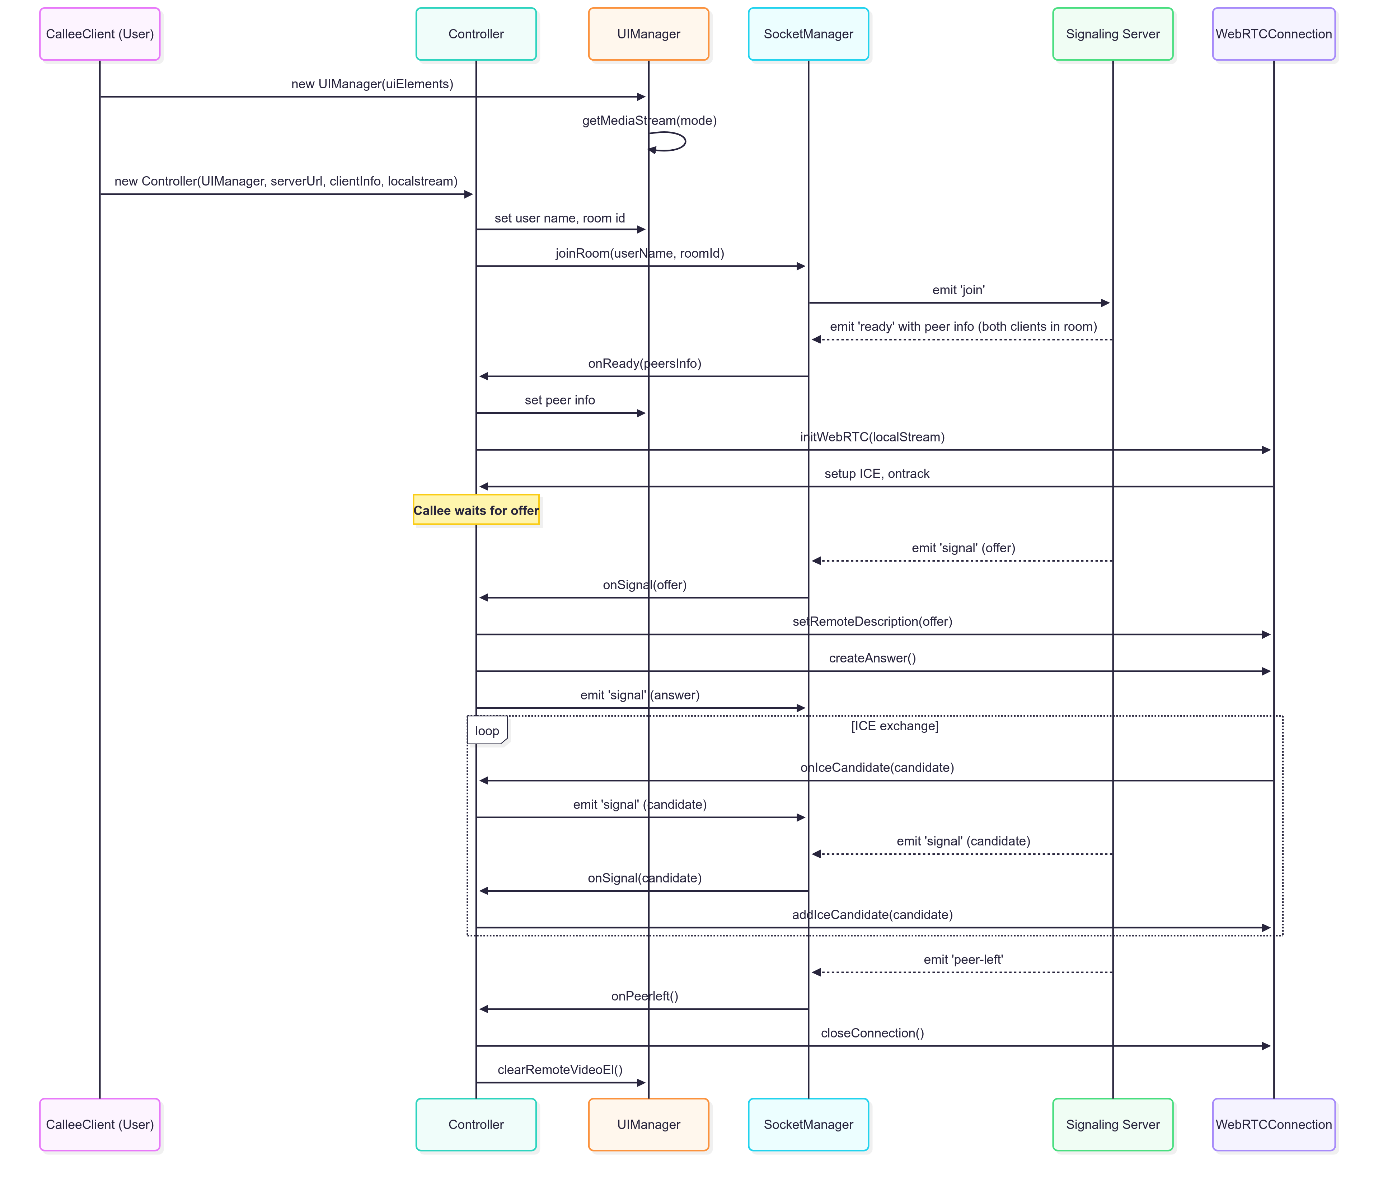 CalleeClient (User)
Controller
UIManager
SocketManager
Signaling Server
WebRTCConnection
new UIManager(uiElements)
getMediaStream(mode)
new Controller(UIManager, serverUrl, clientInfo, localstream)
set user name, room id
joinRoom(userName, roomId)
emit 'join'
emit 'ready' with peer info (both clients in room)
onReady(peersInfo)
set peer info
initWebRTC(localStream)
setup ICE, ontrack
Callee waits for offer
emit 'signal' (offer)
onSignal(offer)
setRemoteDescription(offer)
createAnswer()
emit 'signal' (answer)
loop
[ICE exchange]
onIceCandidate(candidate)
emit 'signal' (candidate)
emit 'signal' (candidate)
onSignal(candidate)
addIceCandidate(candidate)
emit 'peer-left'
onPeerleft()
closeConnection()
clearRemoteVideoEl()
CalleeClient (User)
Controller
UIManager
SocketManager
Signaling Server
WebRTCConnection